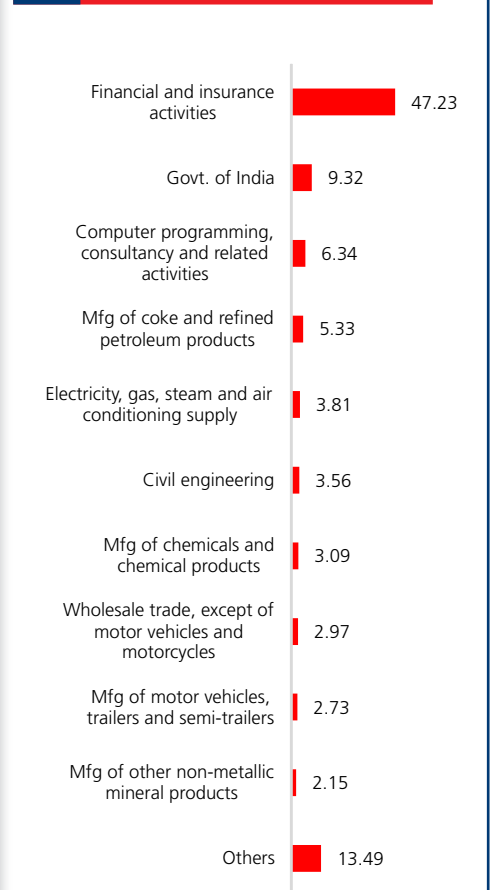 Financial and insurance
activities
47.23
Govt. of India
9.32
Computer programming,
consultancy and related
activities
6.34
Mfg of coke and refined
petroleum products
5.33
Electricity, gas, steam and air
conditioning supply
3.81
Civil engineering
3.56
Mfg of chemicals and
chemical products
3.09
Wholesale trade, except of
motor vehicles and
motorcycles
2.97
Mfg of motor vehicles,
trailers and semi-trailers
2.73
Mfg of other non-metallic
mineral products
2.15
Others
13.49